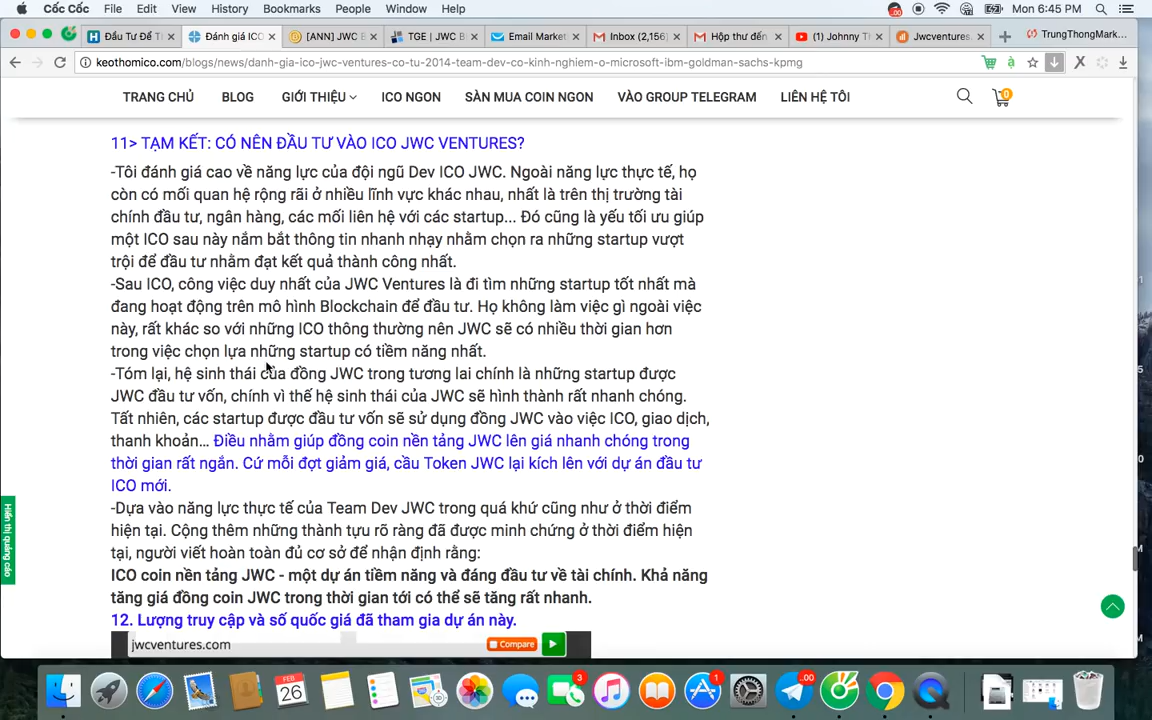 Cốc Cốc File Edit View History Bookmarks People Window Help Mon 6:45 PM
Đầu Tư Để Th Đánh giá ICO [ANN] JWC B TGE | JWC B Email Market Inbox (2,156) Hộp thư đến (1) Johnny T Jwcventures. TrungThongMark...
keothomico.com/blogs/news/danh-gia-ico-jwc-ventures-co-tu-2014-team-dev-co-kinh-nghiem-o-microsoft-ibm-goldman-sachs-kpmg
TRANG CHỦ BLOG GIỚI THIỆU ICO NGON SÀN MUA COIN NGON VÀO GROUP TELEGRAM LIÊN HỆ TÔI 0
11> TẠM KẾT: CÓ NÊN ĐẦU TƯ VÀO ICO JWC VENTURES?
-Tôi đánh giá cao về năng lực của đội ngũ Dev ICO JWC. Ngoài năng lực thực tế, họ
còn có mối quan hệ rộng rãi ở nhiều lĩnh vực khác nhau, nhất là trên thị trường tài
chính đầu tư, ngân hàng, các mối liên hệ với các startup... Đó cũng là yếu tối ưu giúp
một ICO sau này nắm bắt thông tin nhanh nhạy nhằm chọn ra những startup vượt
trội để đầu tư nhằm đạt kết quả thành công nhất.
-Sau ICO, công việc duy nhất của JWC Ventures là đi tìm những startup tốt nhất mà
đang hoạt động trên mô hình Blockchain để đầu tư. Họ không làm việc gì ngoài việc
này, rất khác so với những ICO thông thường nên JWC sẽ có nhiều thời gian hơn
trong việc chọn lựa những startup có tiềm năng nhất.
-Tóm lại, hệ sinh thái của đồng JWC trong tương lai chính là những startup được
JWC đầu tư vốn, chính vì thế hệ sinh thái của JWC sẽ hình thành rất nhanh chóng.
Tất nhiên, các startup được đầu tư vốn sẽ sử dụng đồng JWC vào việc ICO, giao dịch,
thanh khoản... Điều nhằm giúp đồng coin nền tảng JWC lên giá nhanh chóng trong
thời gian rất ngắn. Cứ mỗi đợt giảm giá, cầu Token JWC lại kích lên với dự án đầu tư
ICO mới.
-Dựa vào năng lực thực tế của Team Dev JWC trong quá khứ cũng như ở thời điểm
hiện tại. Cộng thêm những thành tựu rõ ràng đã được minh chứng ở thời điểm hiện
tại, người viết hoàn toàn đủ cơ sở để nhận định rằng:
ICO coin nền tảng JWC - một dự án tiềm năng và đáng đầu tư về tài chính. Khả năng
tăng giá đồng coin JWC trong thời gian tới có thể sẽ tăng rất nhanh.
12. Lượng truy cập và số quốc giá đã tham gia dự án này.
jwcventures.com Compare
Hiển thị quảng cáo
FEB
26
3
1
.00